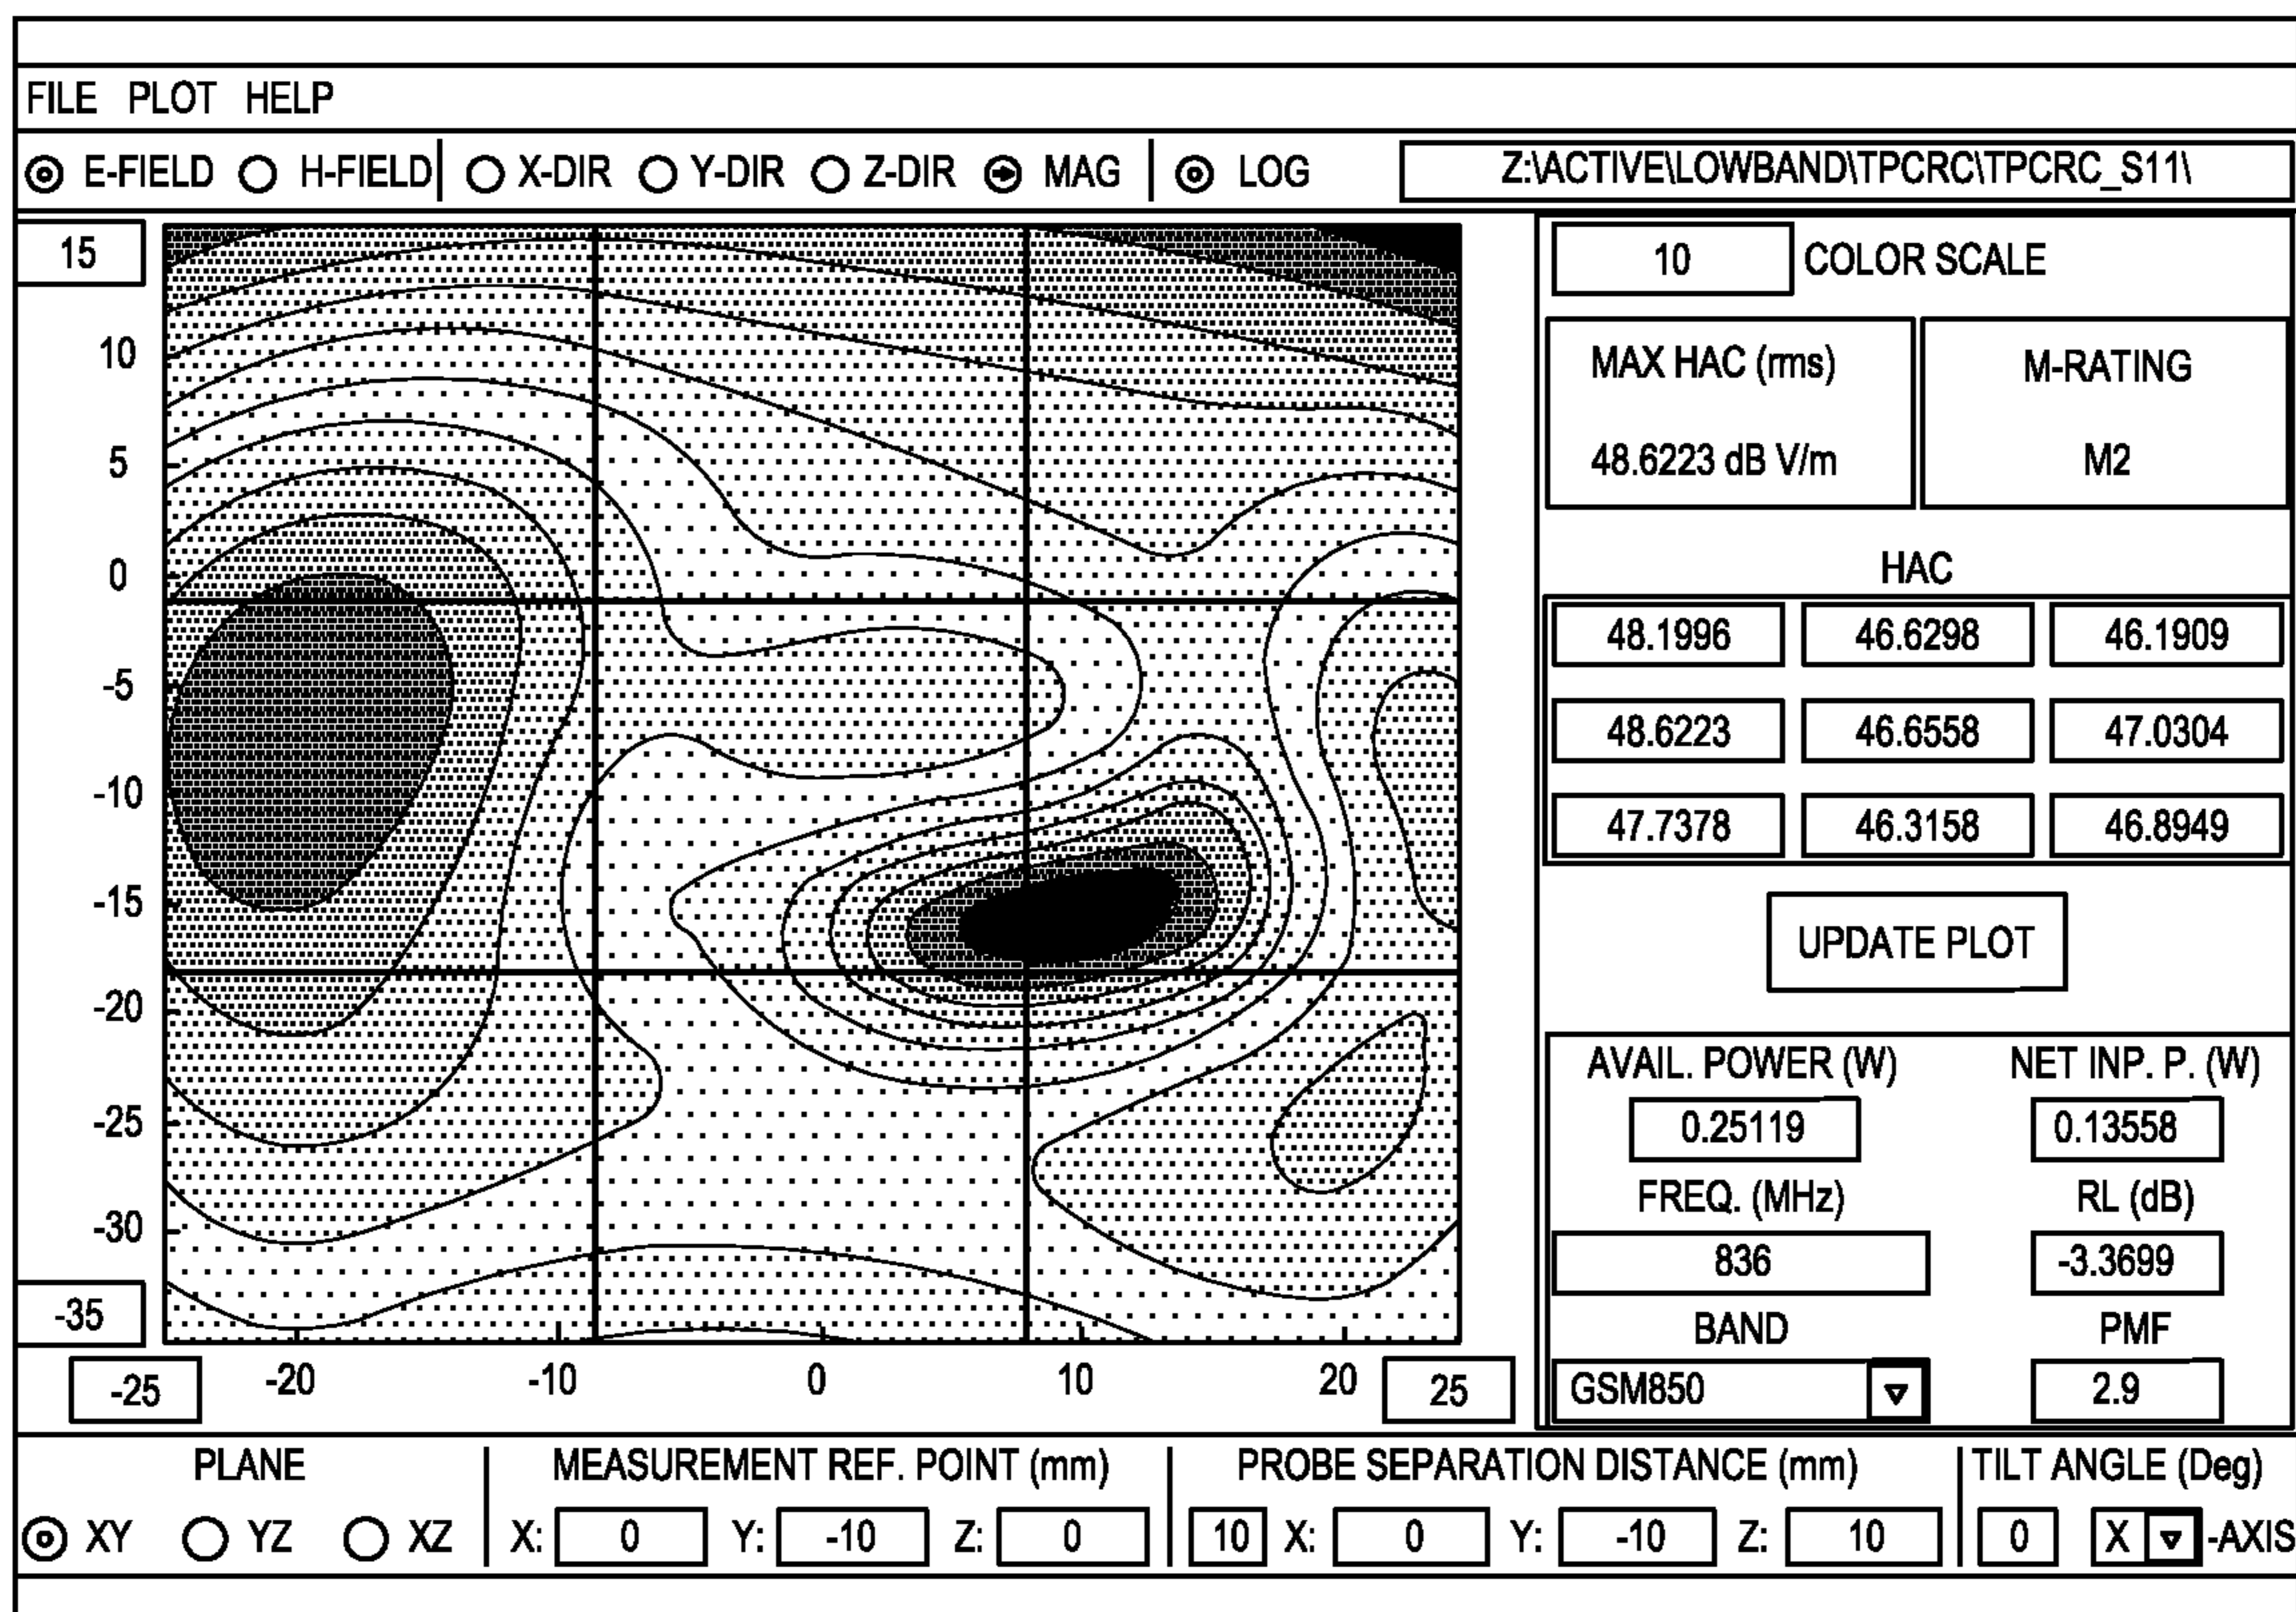 FILE PLOT HELP
E-FIELD H-FIELD X-DIR Y-DIR Z-DIR MAG LOG Z:\ACTIVE\LOWBAND\TPCRC\TPCRC_S11\
15
10
5
0
-5
-10
-15
-20
-25
-30
-35
-25 -20 -10 0 10 20 25
10 COLOR SCALE
MAX HAC (rms) M-RATING
48.6223 dB V/m M2
HAC
48.1996 46.6298 46.1909
48.6223 46.6558 47.0304
47.7378 46.3158 46.8949
UPDATE PLOT
AVAIL. POWER (W) NET INP. P. (W)
0.25119 0.13558
FREQ. (MHz) RL (dB)
836 -3.3699
BAND PMF
GSM850 2.9
PLANE MEASUREMENT REF. POINT (mm) PROBE SEPARATION DISTANCE (mm) TILT ANGLE (Deg)
XY YZ XZ X: 0 Y: -10 Z: 0 10 X: 0 Y: -10 Z: 10 0 X -AXIS